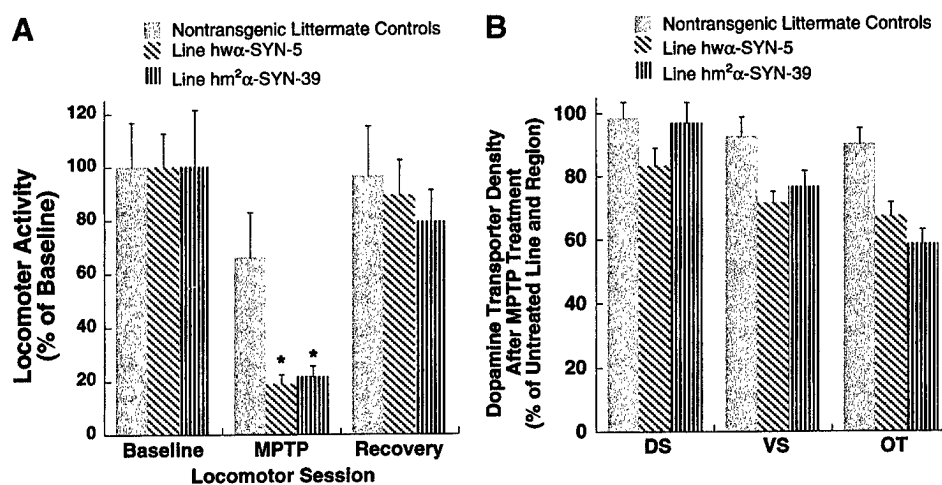 A
Nontransgenic Littermate Controls
Line hwα-SYN-5
Line hm²α-SYN-39
Locomoter Activity
(% of Baseline)
120
100
80
60
40
20
0
* *
Baseline MPTP Recovery
Locomotor Session
B
Nontransgenic Littermate Controls
Line hwα-SYN-5
Line hm²α-SYN-39
Dopamine Transporter Density
After MPTP Treatment
(% of Untreated Line and Region)
100
80
60
40
20
0
DS VS OT